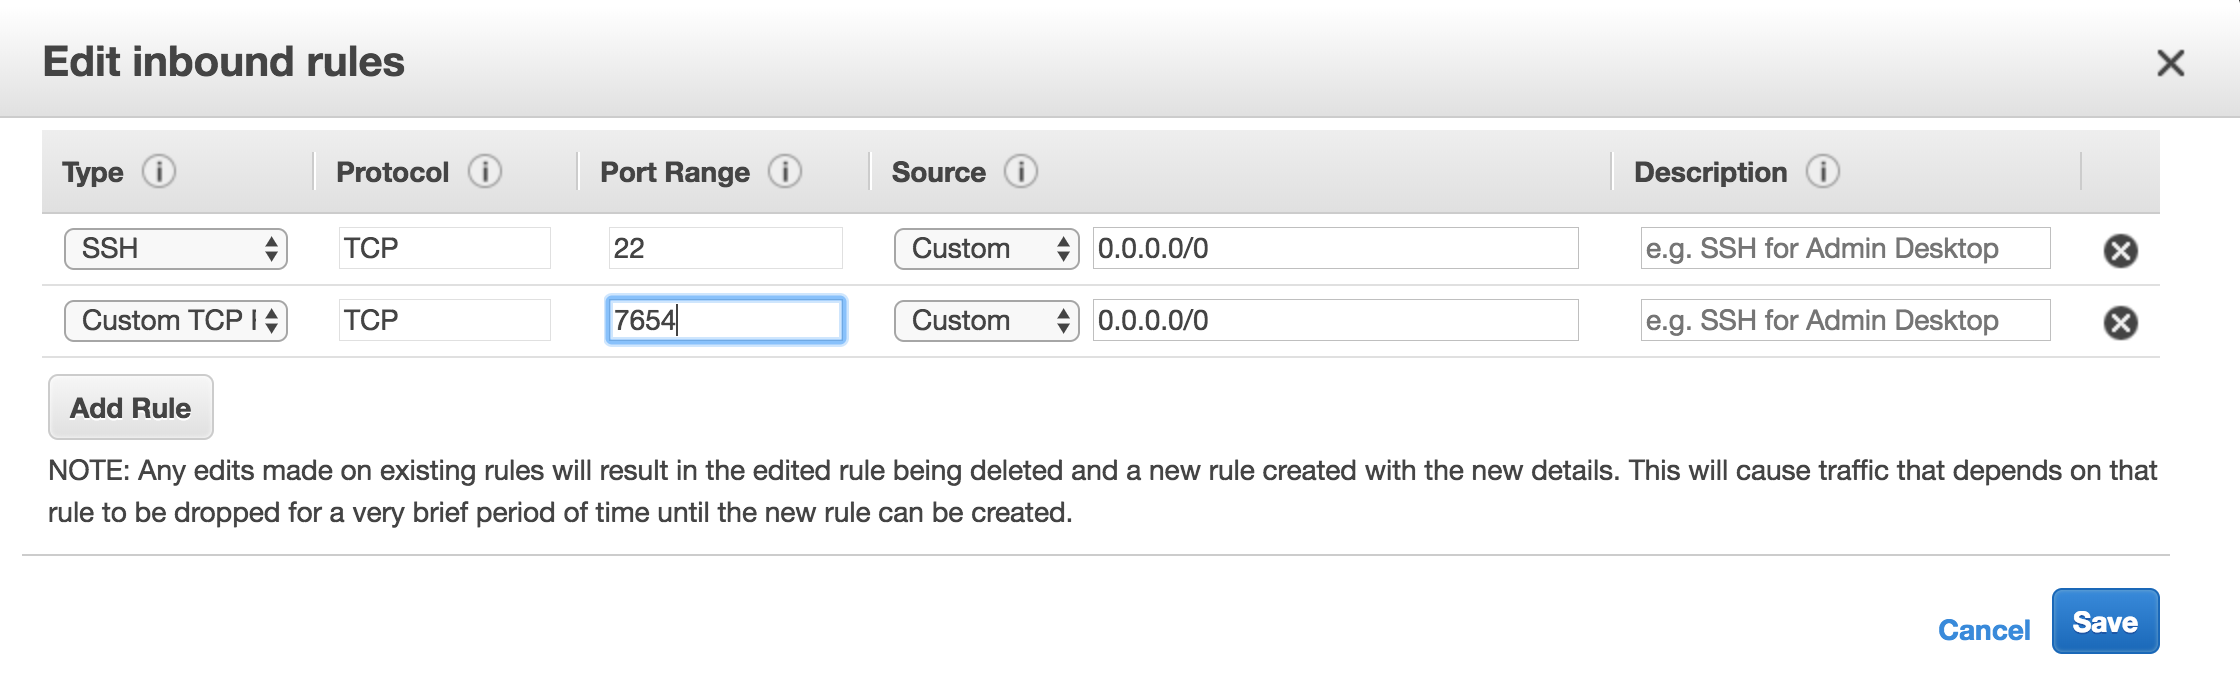 Edit inbound rules
Type Protocol Port Range Source Description
SSH TCP 22 Custom 0.0.0.0/0 e.g. SSH for Admin Desktop
Custom TCP TCP 7654 Custom 0.0.0.0/0 e.g. SSH for Admin Desktop
Add Rule
NOTE: Any edits made on existing rules will result in the edited rule being deleted and a new rule created with the new details. This will cause traffic that depends on that
rule to be dropped for a very brief period of time until the new rule can be created.
Cancel Save